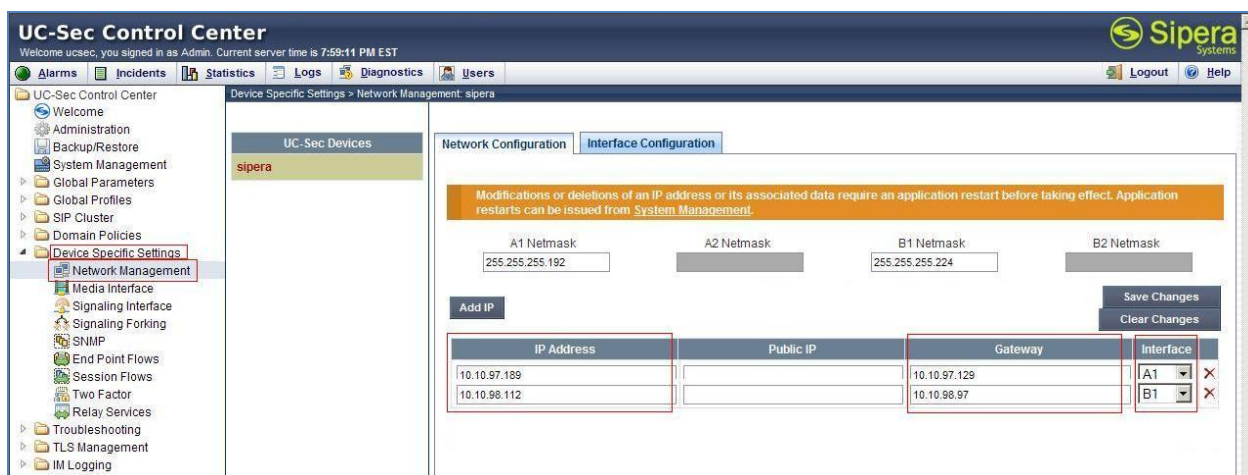 UC-Sec Control Center
Sipera
Systems
Welcome ucsec, you signed in as Admin. Current server time is 7:59:11 PM EST
Alarms Incidents Statistics Logs Diagnostics Users Logout Help
UC-Sec Control Center
Welcome
Administration
Backup/Restore
System Management
Global Parameters
Global Profiles
SIP Cluster
Domain Policies
Device Specific Settings
Network Management
Media Interface
Signaling Interface
Signaling Forking
SNMP
End Point Flows
Session Flows
Two Factor
Relay Services
Troubleshooting
TLS Management
IM Logging
Device Specific Settings > Network Management: sipera
UC-Sec Devices
sipera
Network Configuration Interface Configuration
Modifications or deletions of an IP address or its associated data require an application restart before taking effect. Application
restarts can be issued from System Management.
A1 Netmask A2 Netmask B1 Netmask B2 Netmask
255.255.255.192 255.255.255.224
Add IP
Save Changes
Clear Changes
IP Address Public IP Gateway Interface
10.10.97.189 10.10.97.129 A1
10.10.98.112 10.10.98.97 B1